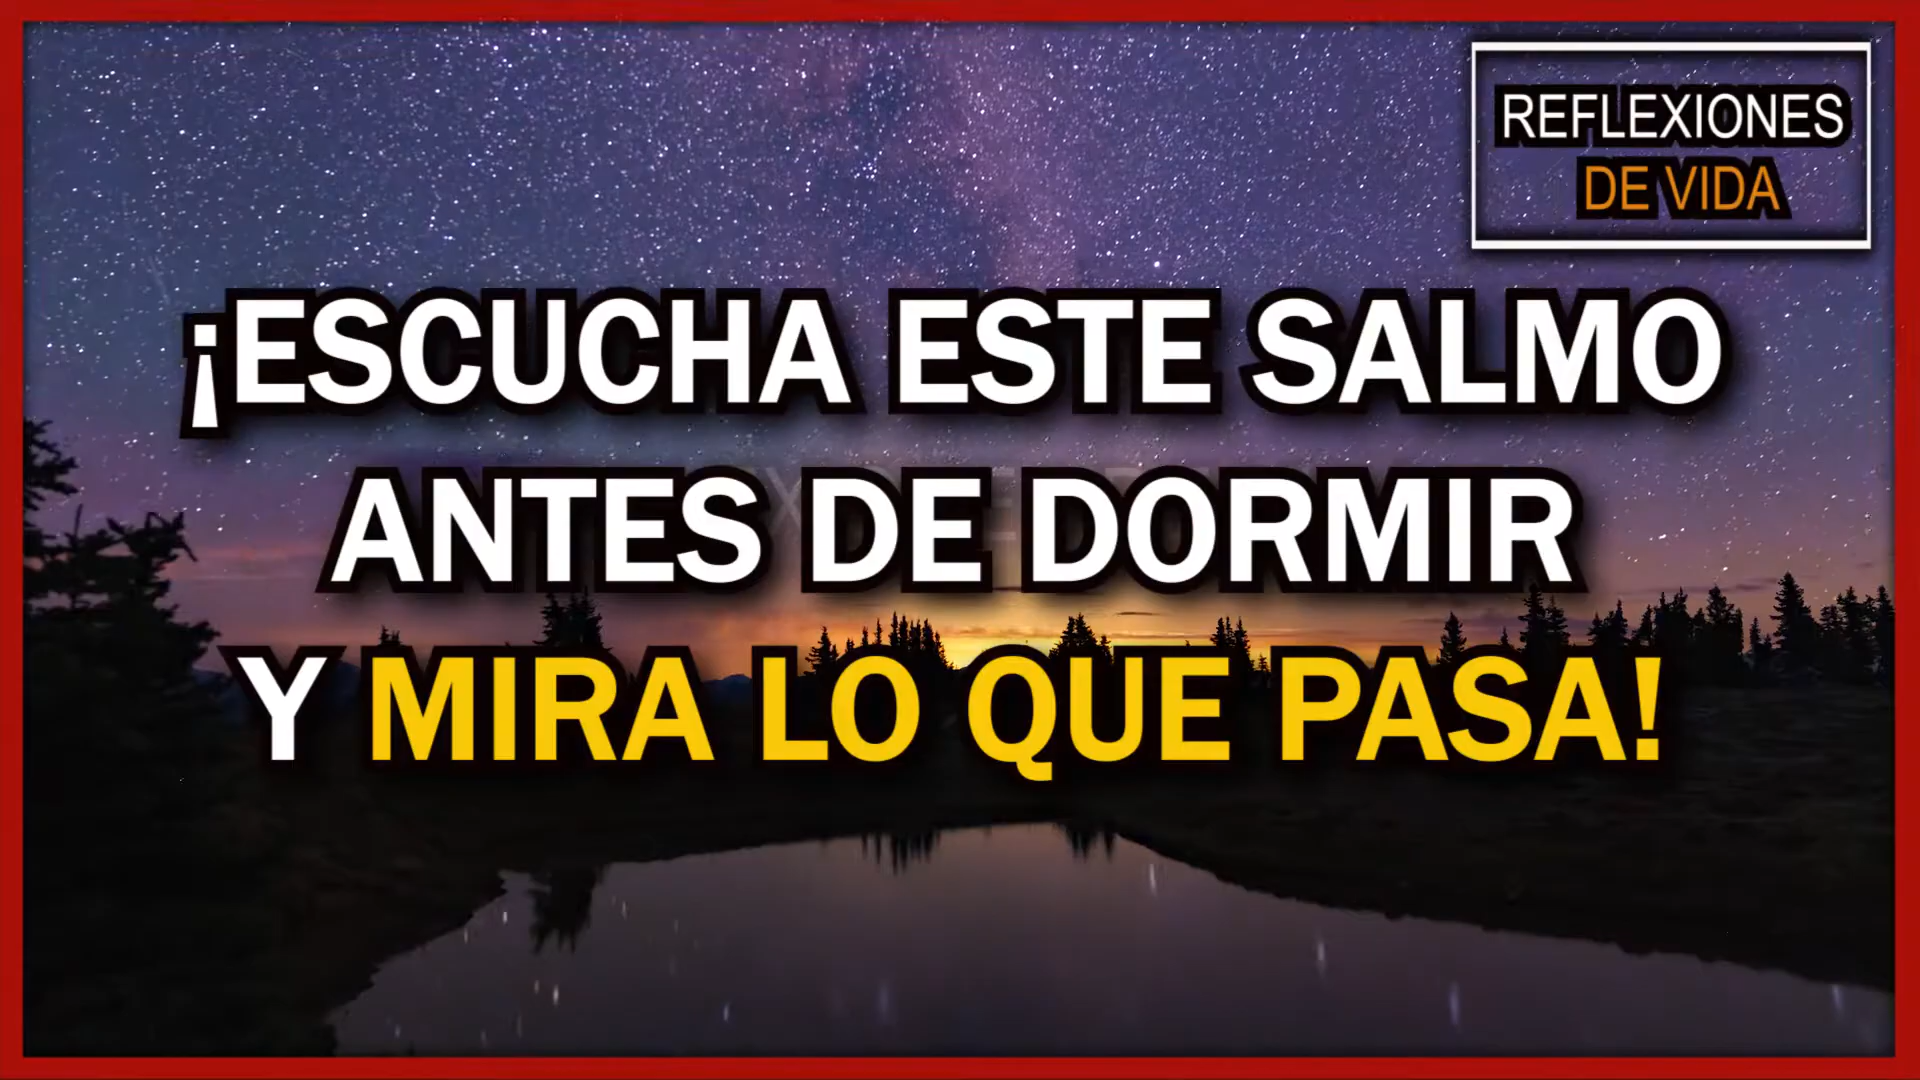 REFLEXIONES
DE VIDA
¡ESCUCHA ESTE SALMO
ANTES DE DORMIR
Y MIRA LO QUE PASA!